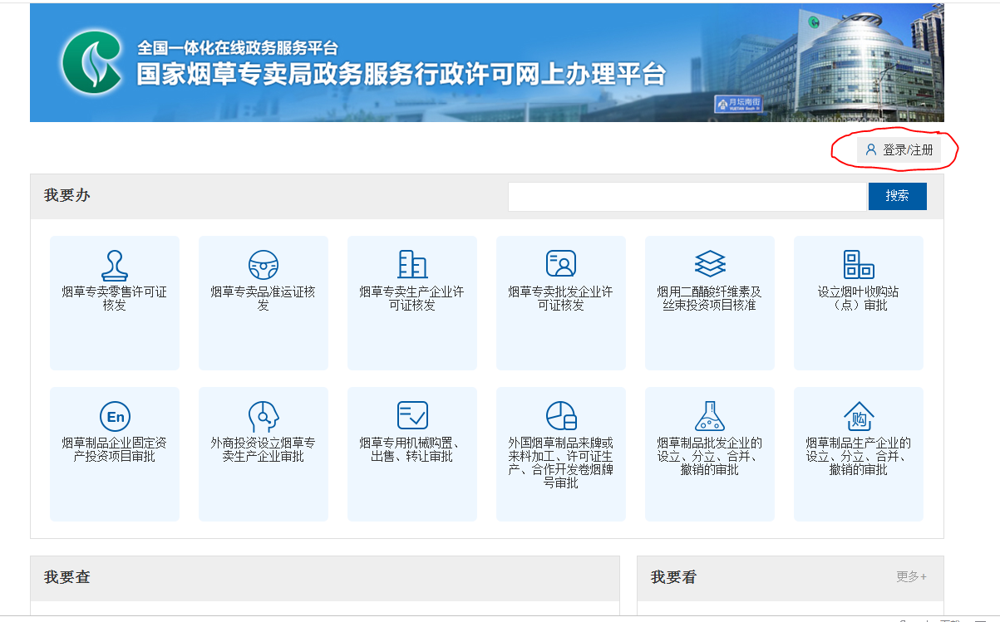 全国一体化在线政务服务平台
国家烟草专卖局政务服务行政许可网上办理平台
月坛南街
YUETAN South St
登录/注册
我要办
搜索
烟草专卖零售许可证
核发
烟草专卖品准运证核
发
烟草专卖生产企业许
可证核发
烟草专卖批发企业许
可证核发
烟用二醋酸纤维素及
丝束投资项目核准
设立烟叶收购站
（点）审批
En
烟草制品企业固定资
产投资项目审批
外商投资设立烟草专
卖生产企业审批
烟草专用机械购置、
出售、转让审批
外国烟草制品来牌或
来料加工、许可证生
产、合作开发卷烟牌
号审批
烟草制品批发企业的
设立、分立、合并、
撤销的审批
购
烟草制品生产企业的
设立、分立、合并、
撤销的审批
我要查
我要看
更多+